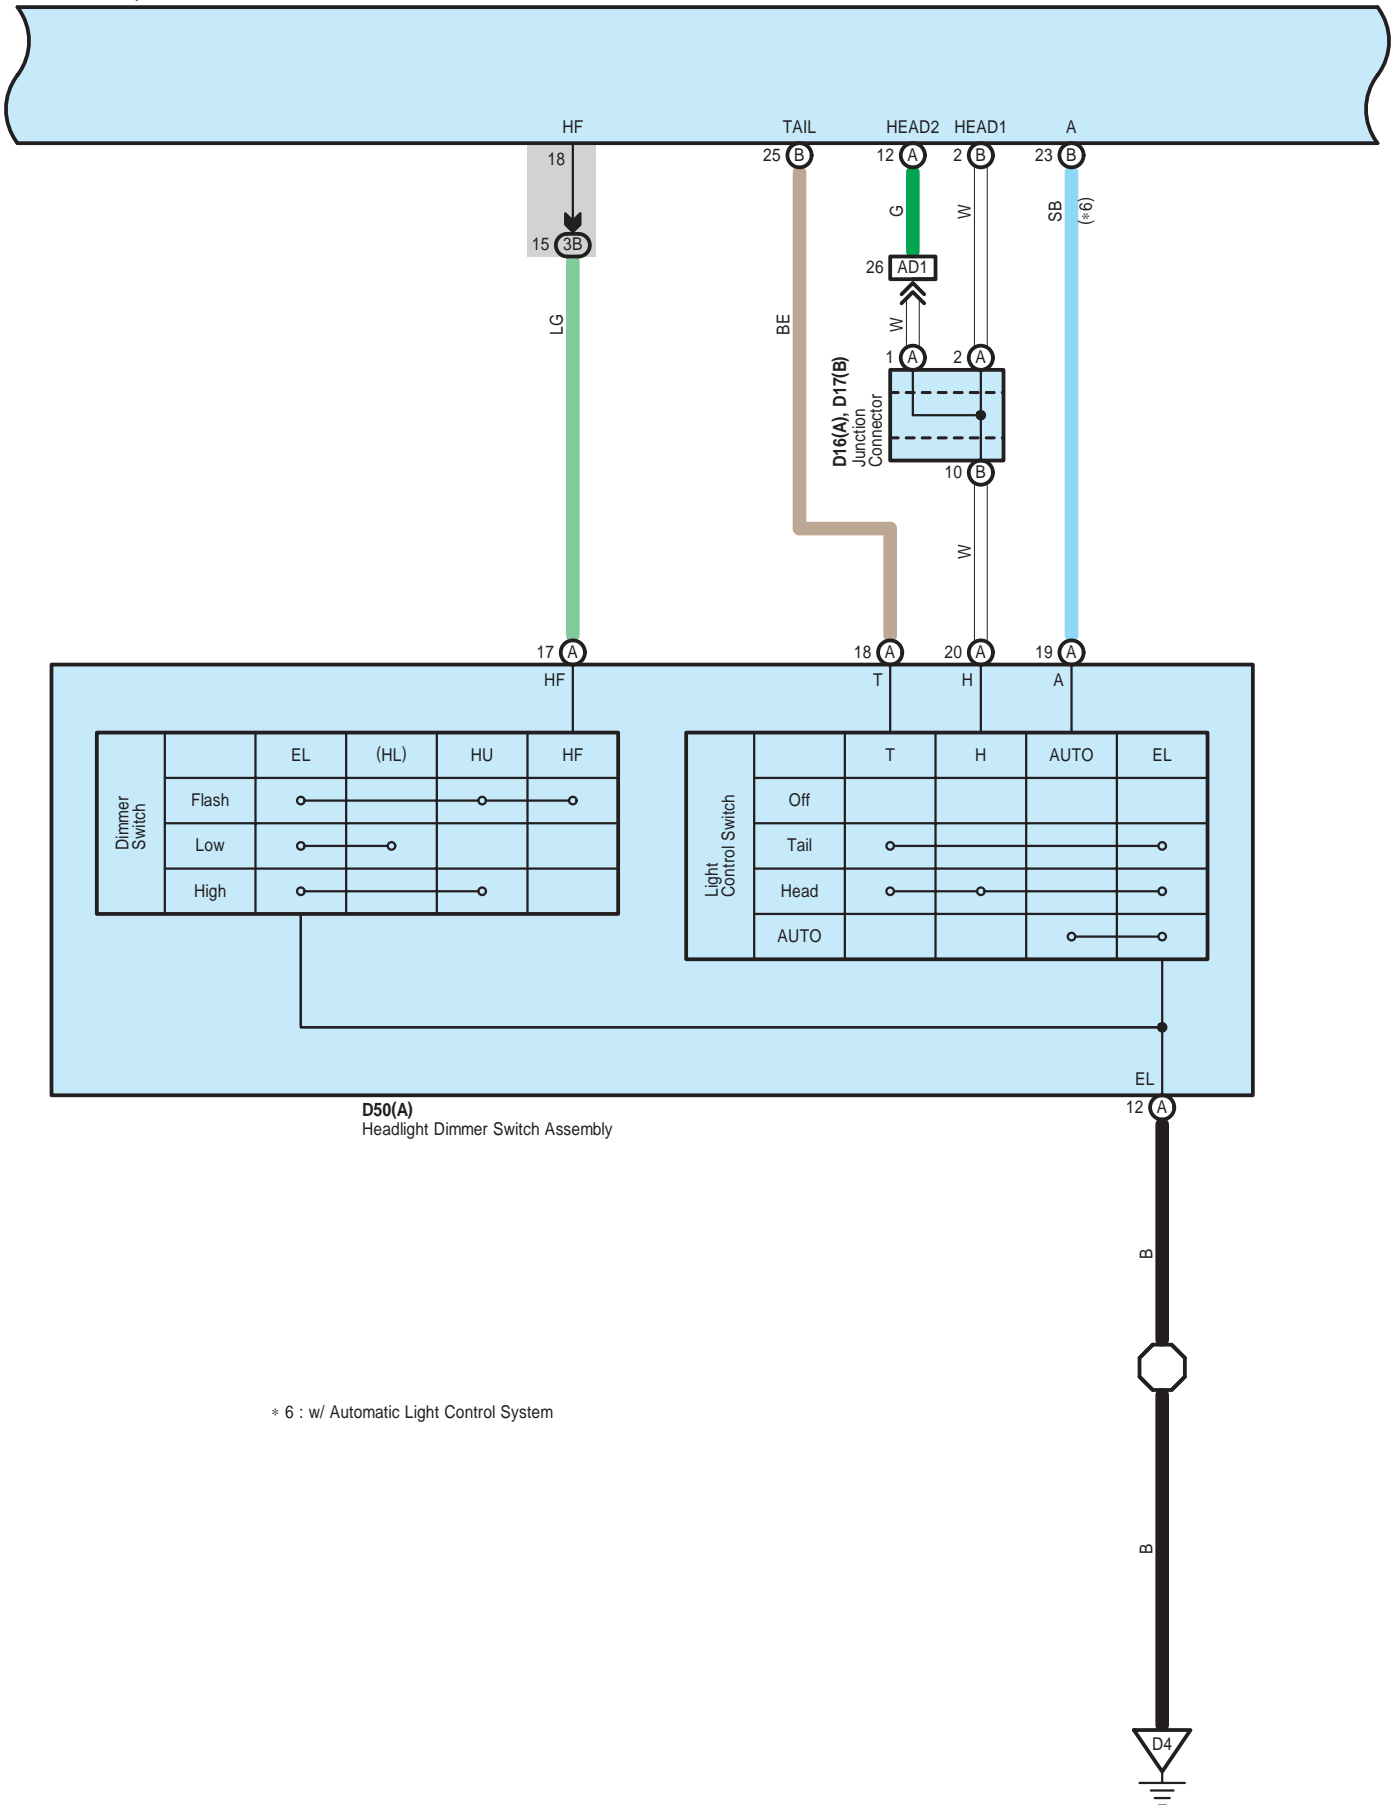 HF TAIL HEAD2 HEAD1 A
18 25 B 12 A 2 B 23 B
G W SB (∗6)
15 3B
26 AD1
LG BE W
1 A 2 A
D16(A), D17(B)
Junction
Connector
10 B
W
17 A 18 A 20 A 19 A
HF T H A
Dimmer
Switch
EL (HL) HU HF
Flash
Low
High
Light
Control Switch
T H AUTO EL
Off
Tail
Head
AUTO
EL
12 A
D50(A)
Headlight Dimmer Switch Assembly
B
∗ 6 : w/ Automatic Light Control System
B
D4